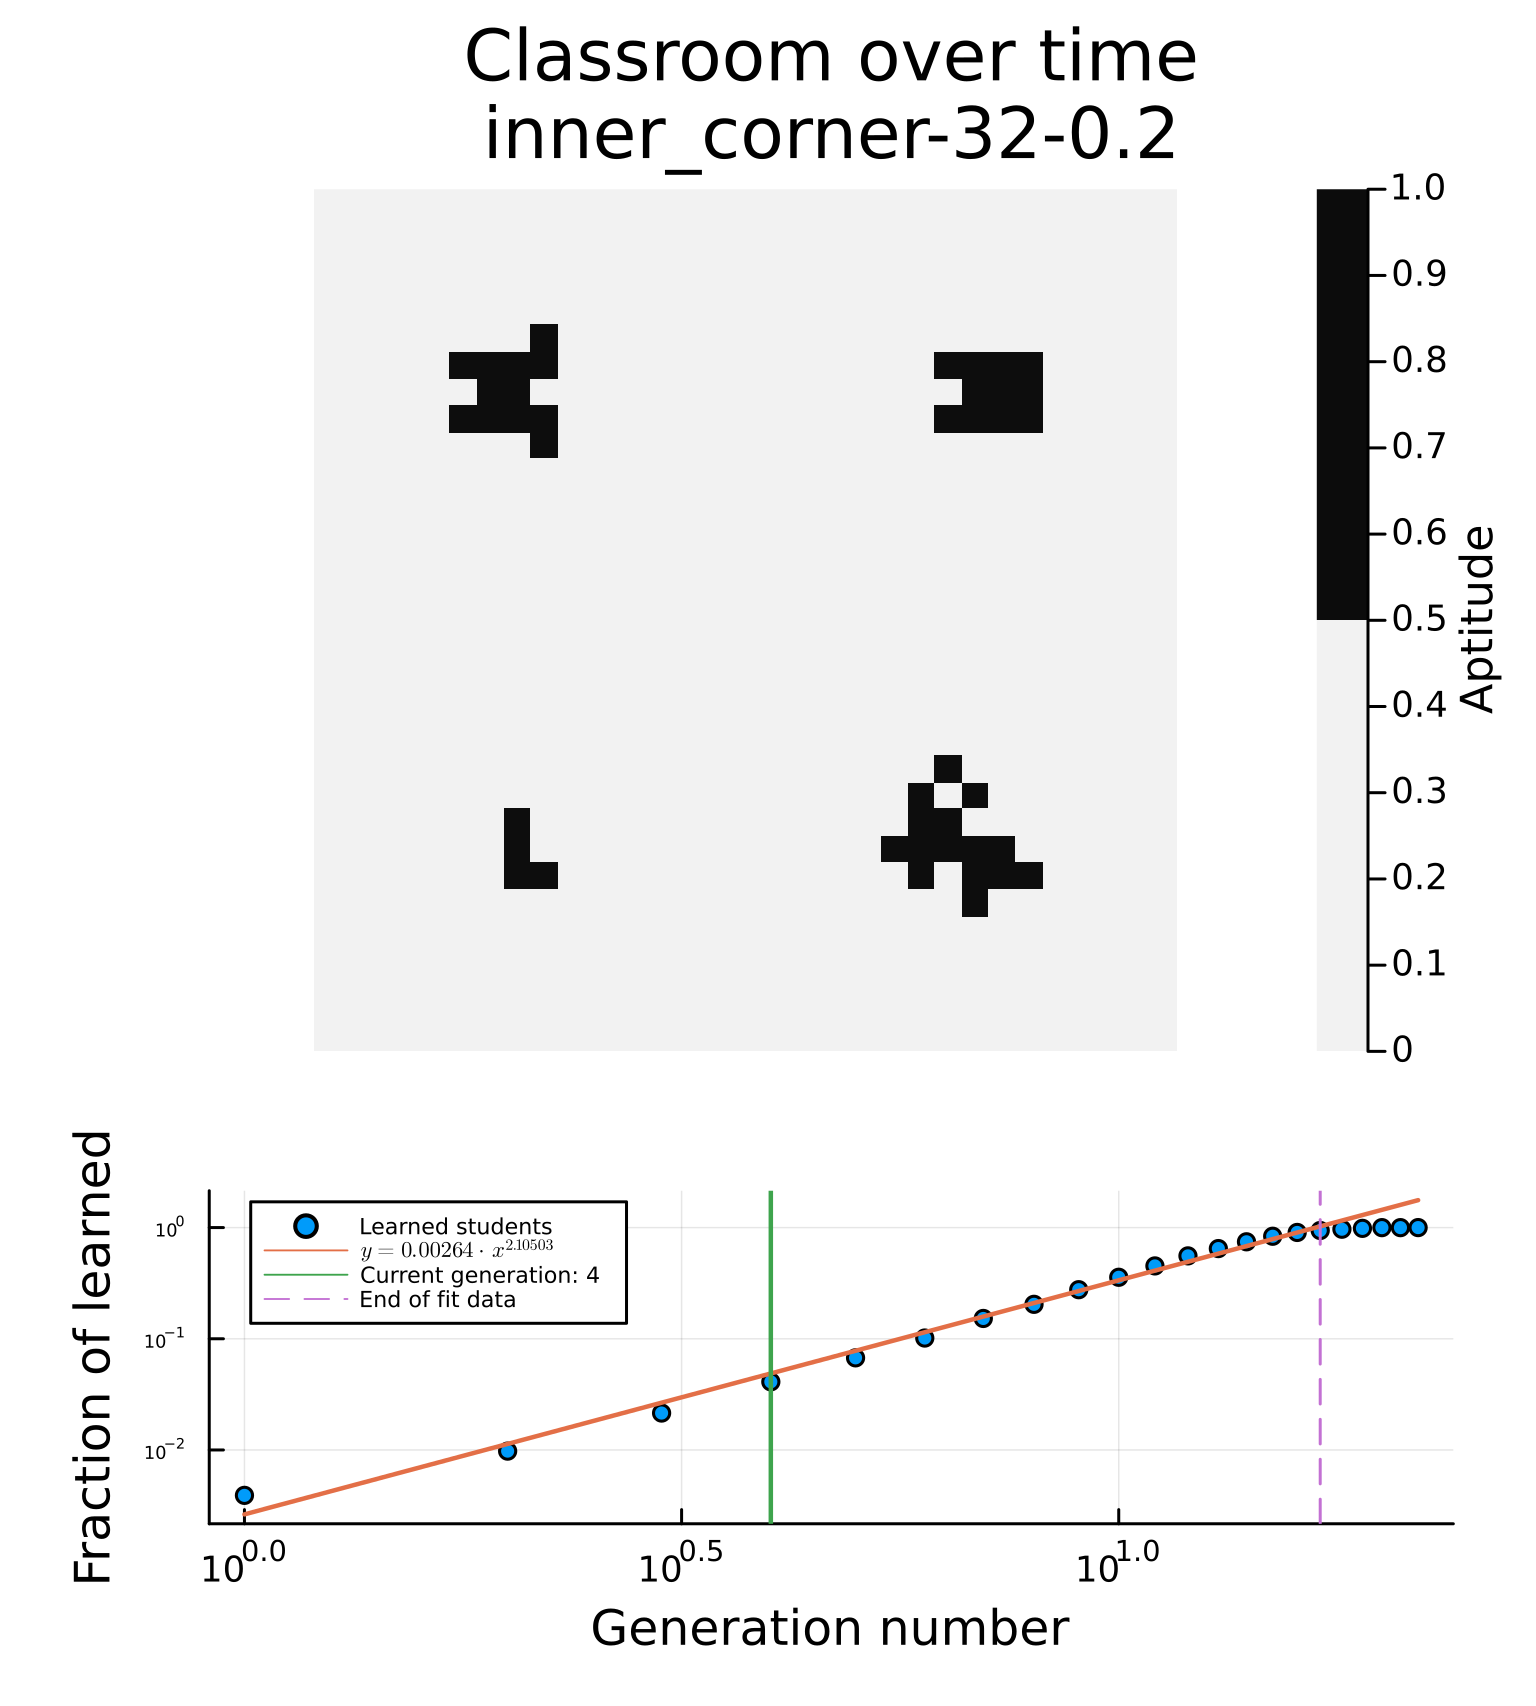 Classroom over time
inner_corner-32-0.2
1.0
0.9
0.8
0.7
0.6
0.5
0.4
0.3
0.2
0.1
0
Aptitude
Fraction of learned
10^0
10^-1
10^-2
Learned students
y = 0.00264 · x^2.10503
Current generation: 4
End of fit data
10^0.0
10^0.5
10^1.0
Generation number